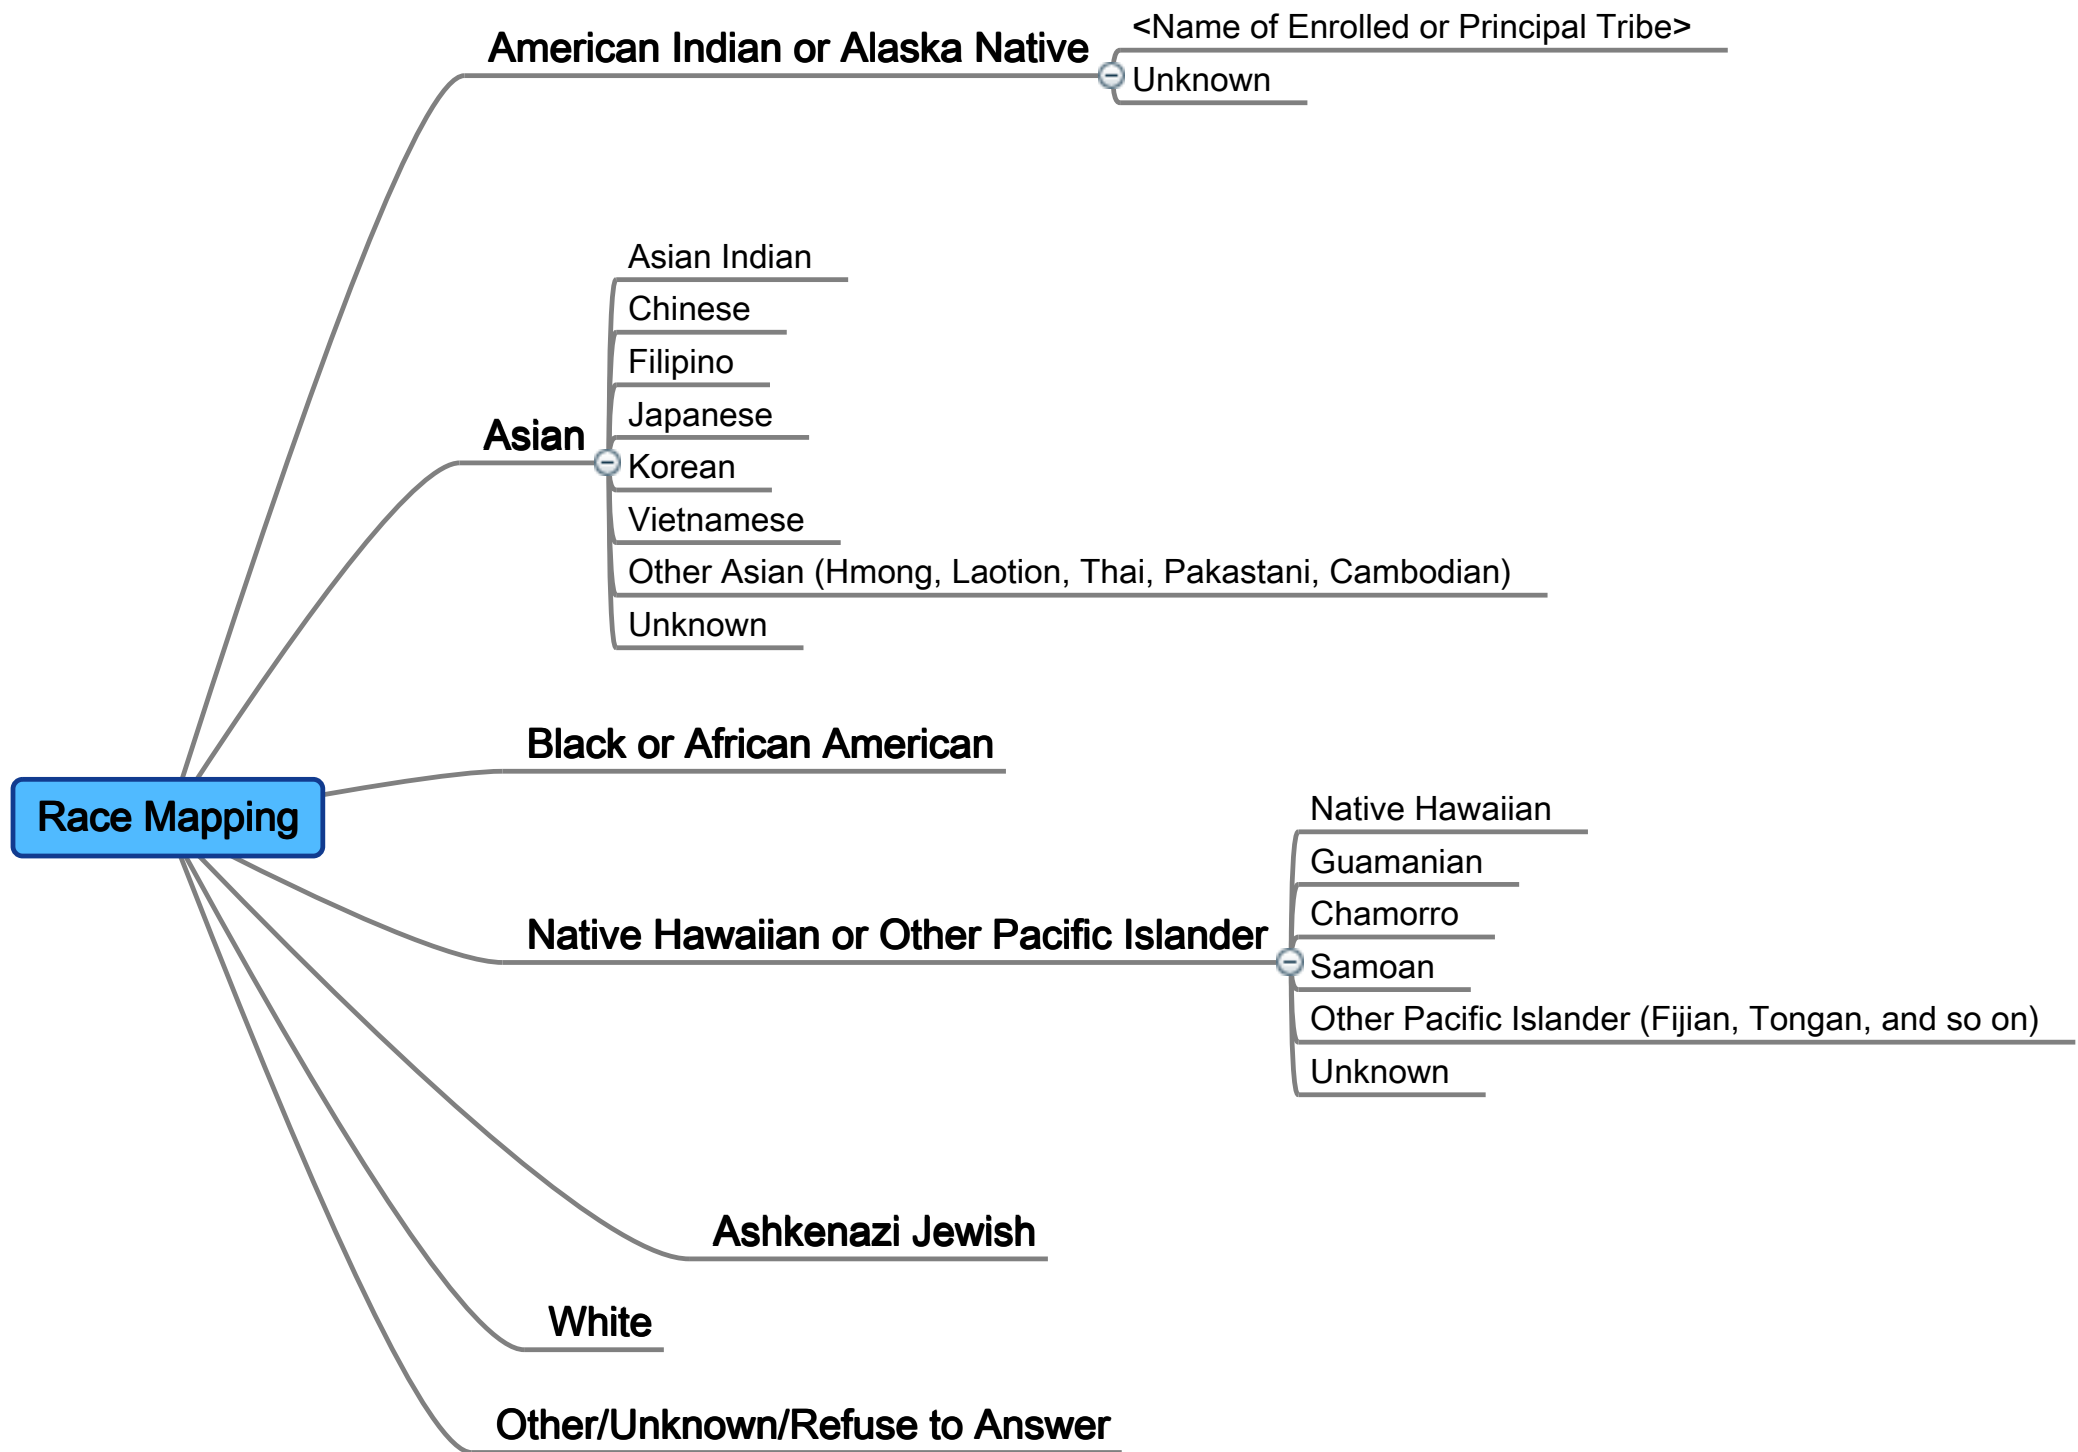 American Indian or Alaska Native
<Name of Enrolled or Principal Tribe>
Unknown
Asian
Asian Indian
Chinese
Filipino
Japanese
Korean
Vietnamese
Other Asian (Hmong, Laotion, Thai, Pakastani, Cambodian)
Unknown
Black or African American
Race Mapping
Native Hawaiian or Other Pacific Islander
Native Hawaiian
Guamanian
Chamorro
Samoan
Other Pacific Islander (Fijian, Tongan, and so on)
Unknown
Ashkenazi Jewish
White
Other/Unknown/Refuse to Answer